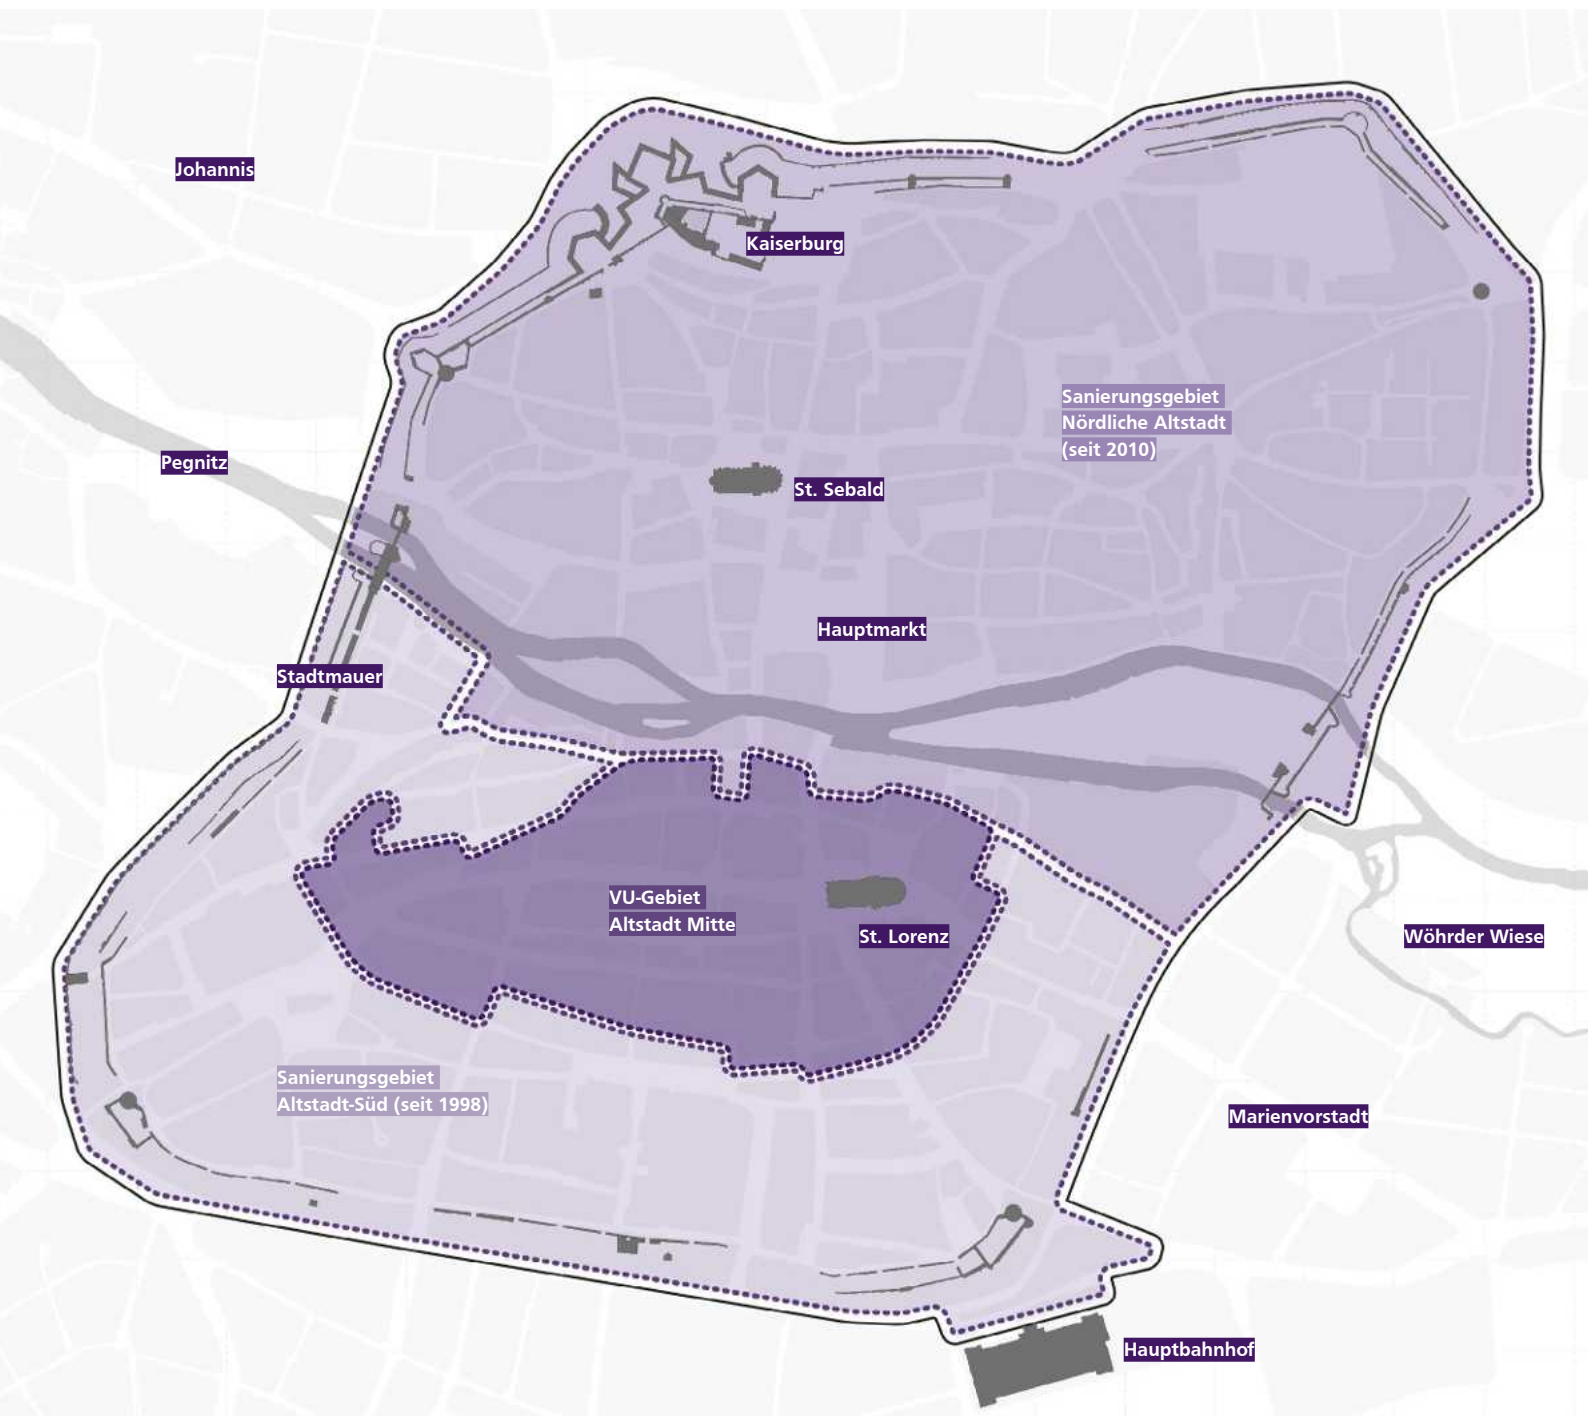 Johannis
Kaiserburg
Sanierungsgebiet
Nördliche Altstadt
(seit 2010)
Pegnitz
St. Sebald
Hauptmarkt
Stadtmauer
VU-Gebiet
Altstadt Mitte
St. Lorenz
Wöhrder Wiese
Sanierungsgebiet
Altstadt-Süd (seit 1998)
Marienvorstadt
Hauptbahnhof